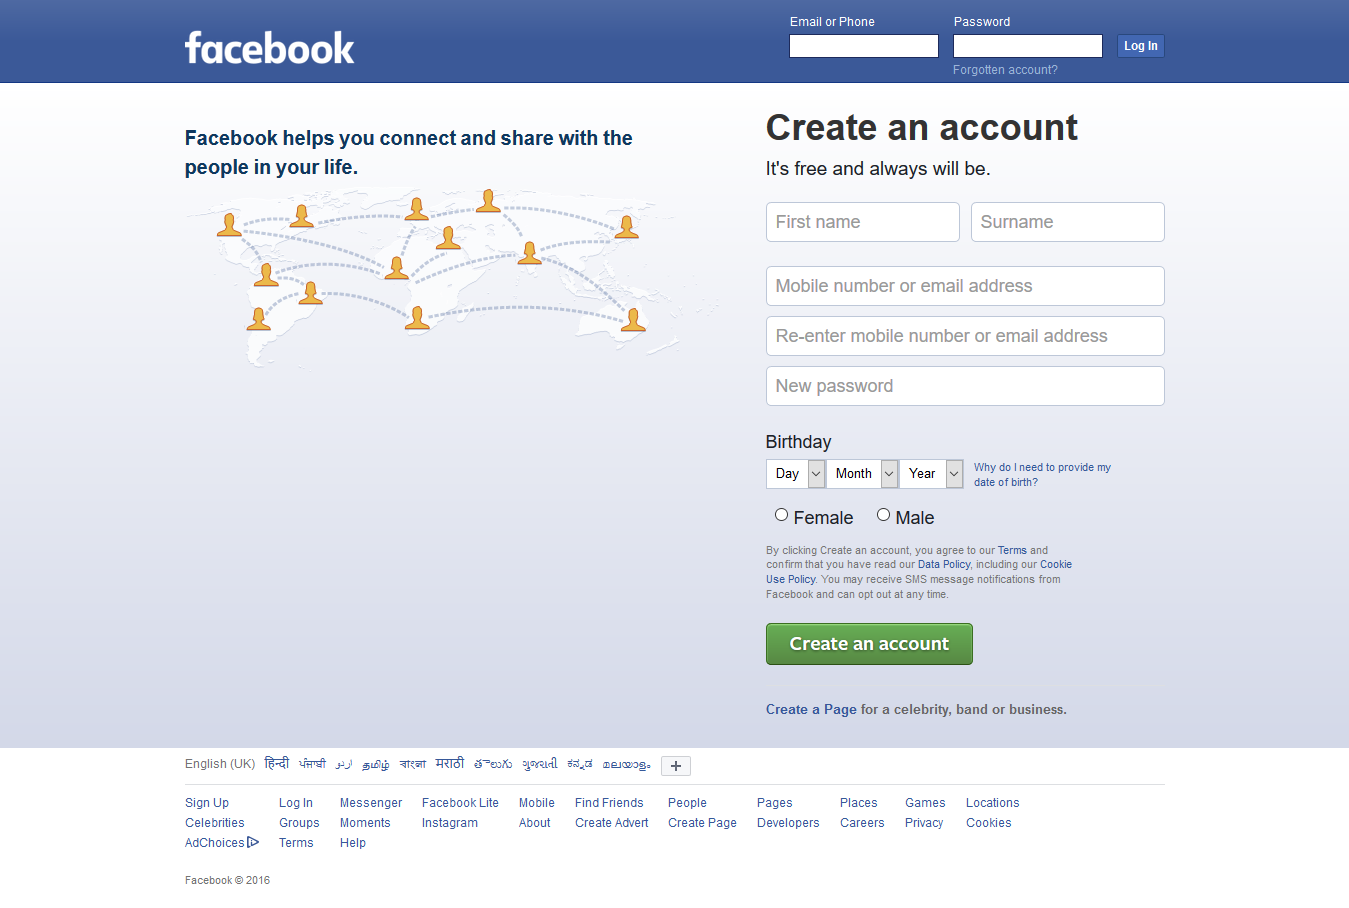 facebook
Email or Phone
Password
Log In
Forgotten account?
Facebook helps you connect and share with the
people in your life.
Create an account
It's free and always will be.
First name
Surname
Mobile number or email address
Re-enter mobile number or email address
New password
Birthday
Day Month Year
Why do I need to provide my
date of birth?
Female Male
By clicking Create an account, you agree to our Terms and
confirm that you have read our Data Policy, including our Cookie
Use Policy. You may receive SMS message notifications from
Facebook and can opt out at any time.
Create an account
Create a Page for a celebrity, band or business.
English (UK) हिन्दी ਪੰਜਾਬੀ اردو தமிழ் বাংলা मराठी తెలుగు ગુજરાતી ಕನ್ನಡ മലയാളം +
Sign Up Log In Messenger Facebook Lite Mobile Find Friends People Pages Places Games Locations
Celebrities Groups Moments Instagram About Create Advert Create Page Developers Careers Privacy Cookies
AdChoices Terms Help
Facebook © 2016